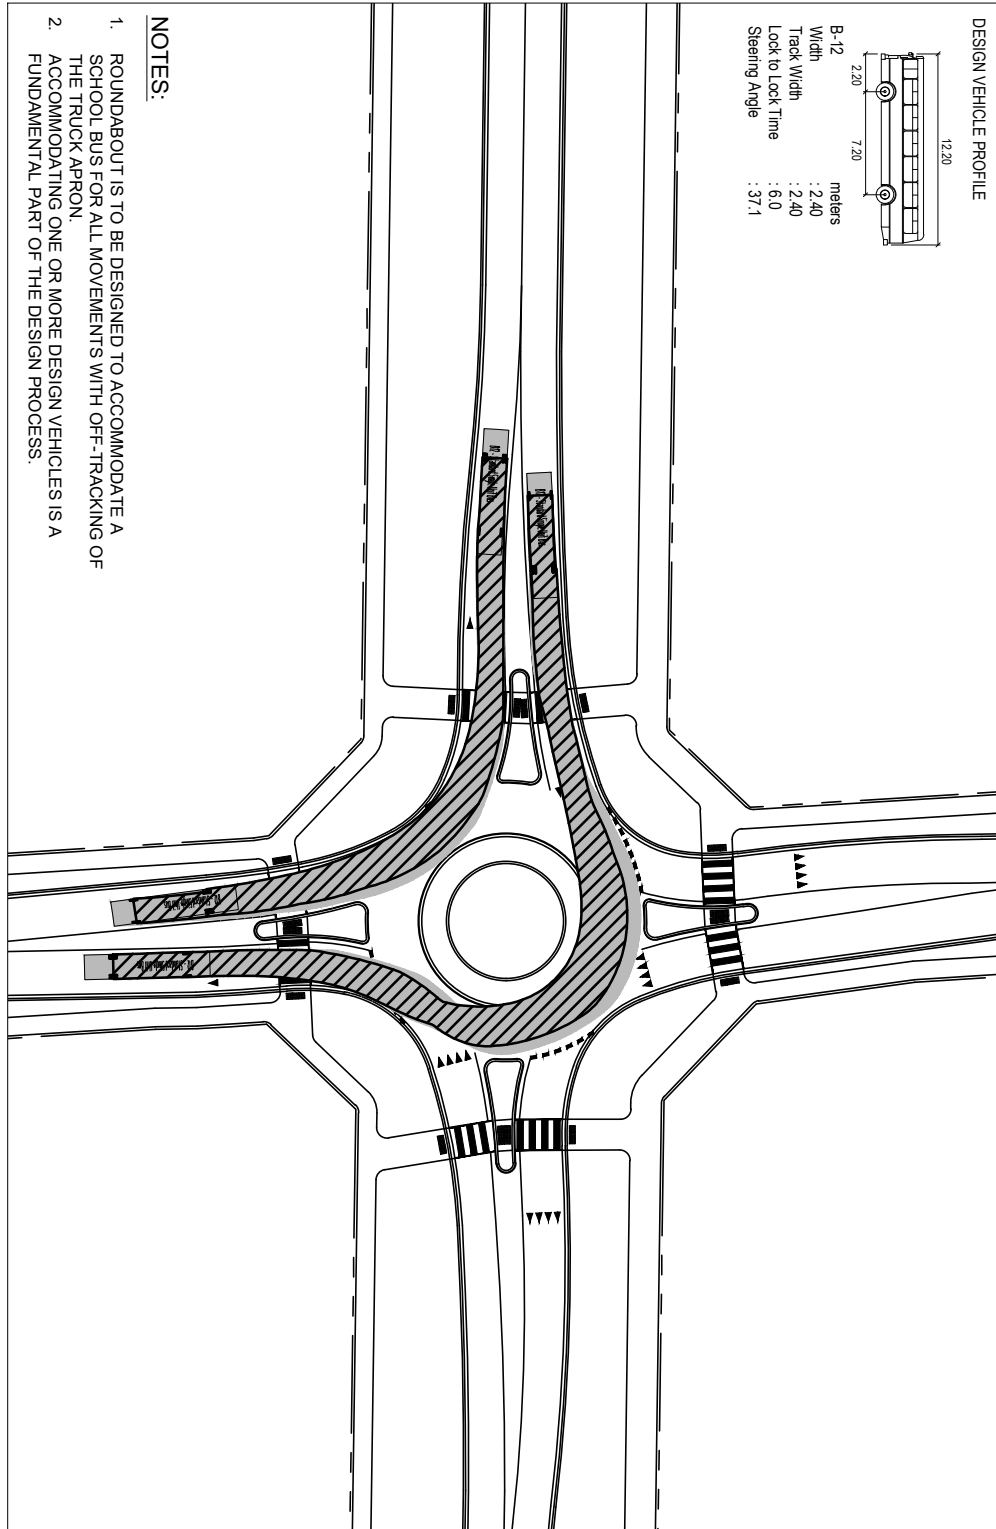 DESIGN VEHICLE PROFILE
12.20
2.20
7.20
B-12
meters
Width : 2.40
Track Width : 2.40
Lock to Lock Time : 6.0
Steering Angle : 37.1
NOTES:
1. ROUNDABOUT IS TO BE DESIGNED TO ACCOMMODATE A
SCHOOL BUS FOR ALL MOVEMENTS WITH OFF-TRACKING OF
THE TRUCK APRON.
2. ACCOMMODATING ONE OR MORE DESIGN VEHICLES IS A
FUNDAMENTAL PART OF THE DESIGN PROCESS.